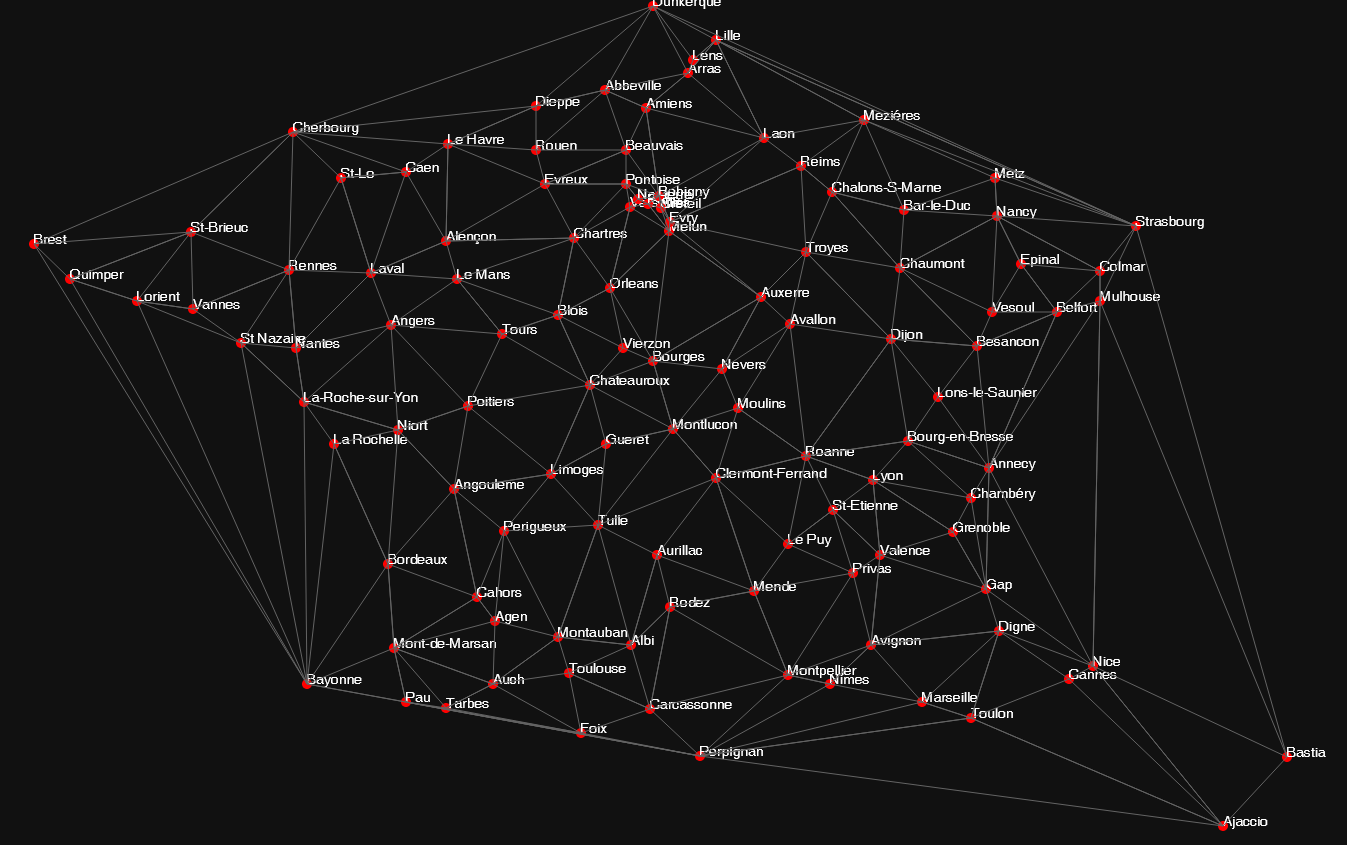 Dunkerque
Lille
Lens
Arras
Abbeville
Dieppe
Amiens
Meziéres
Cherbourg
Laon
Le Havre
Rouen
Beauvais
Reims
St-Lo
Caen
Evreux
Pontoise
Metz
Chalons-S-Marne
Bobigny
Bar-le-Duc
Nancy
Evry
Melun
Strasbourg
St-Brieuc
Brest
Alençon
Chartres
Troyes
Rennes
Laval
Le Mans
Chaumont
Epinal
Colmar
Quimper
Orleans
Auxerre
Lorient
Vannes
Mulhouse
Blois
Vesoul
Belfort
Angers
Tours
Avallon
St Nazaire
Nantes
Vierzon
Dijon
Besancon
Bourges
Nevers
Chateauroux
Lons-le-Saunier
La-Roche-sur-Yon
Poitiers
Moulins
Niort
Montlucon
La Rochelle
Gueret
Bourg-en-Bresse
Roanne
Limoges
Clermont-Ferrand
Annecy
Lyon
Angouleme
Chambéry
St-Etienne
Perigueux
Tulle
Grenoble
Bordeaux
Aurillac
Le Puy
Valence
Privas
Cahors
Mende
Gap
Agen
Rodez
Mont-de-Marsan
Montauban
Albi
Avignon
Digne
Bayonne
Auch
Toulouse
Montpellier
Nimes
Nice
Cannes
Pau
Tarbes
Carcassonne
Marseille
Toulon
Foix
Perpignan
Bastia
Ajaccio